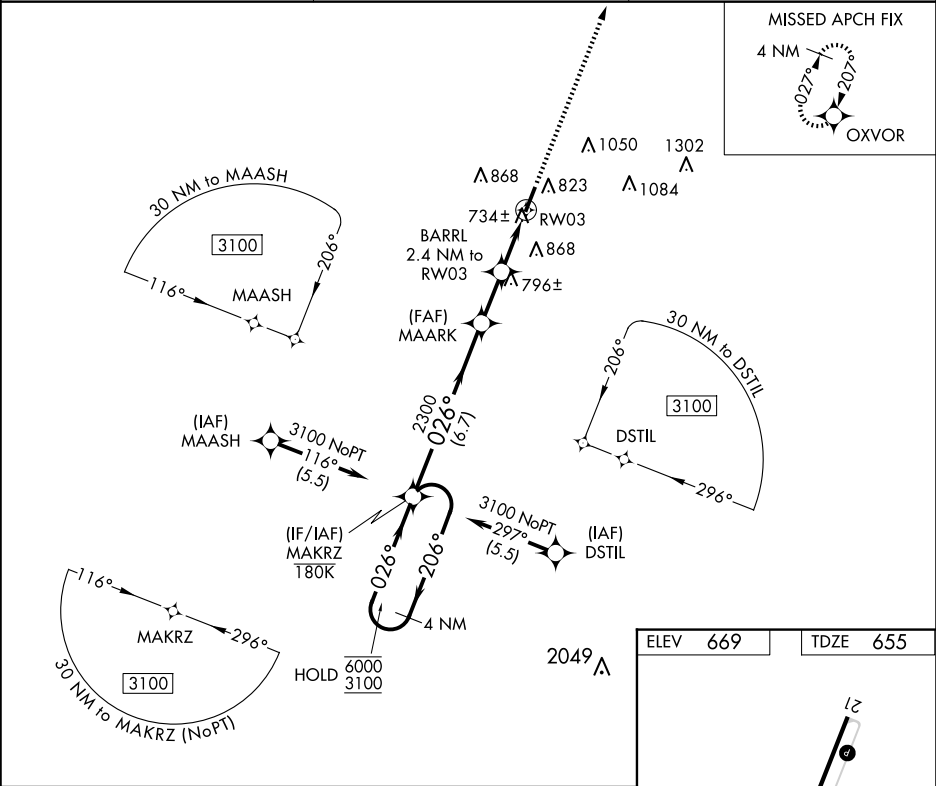 MISSED APCH FIX
4 NM
027°
207°
OXVOR
1050
1302
868
823
1084
734±
RW03
BARRL
2.4 NM to
RW03
868
796±
30 NM to MAASH
3100
206°
116°
MAASH
(FAF)
MAARK
30 NM to DSTIL
206°
3100
DSTIL
296°
2300
026°
(6.7)
(IAF)
MAASH
3100 NoPT
116°
(5.5)
(IF/IAF)
MAKRZ
180K
3100 NoPT
297°
(5.5)
(IAF)
DSTIL
026°
206°
4 NM
HOLD
6000
3100
116°
MAKRZ
296°
3100
30 NM to MAKRZ (NoPT)
2049
ELEV 669
TDZE 655
21
P